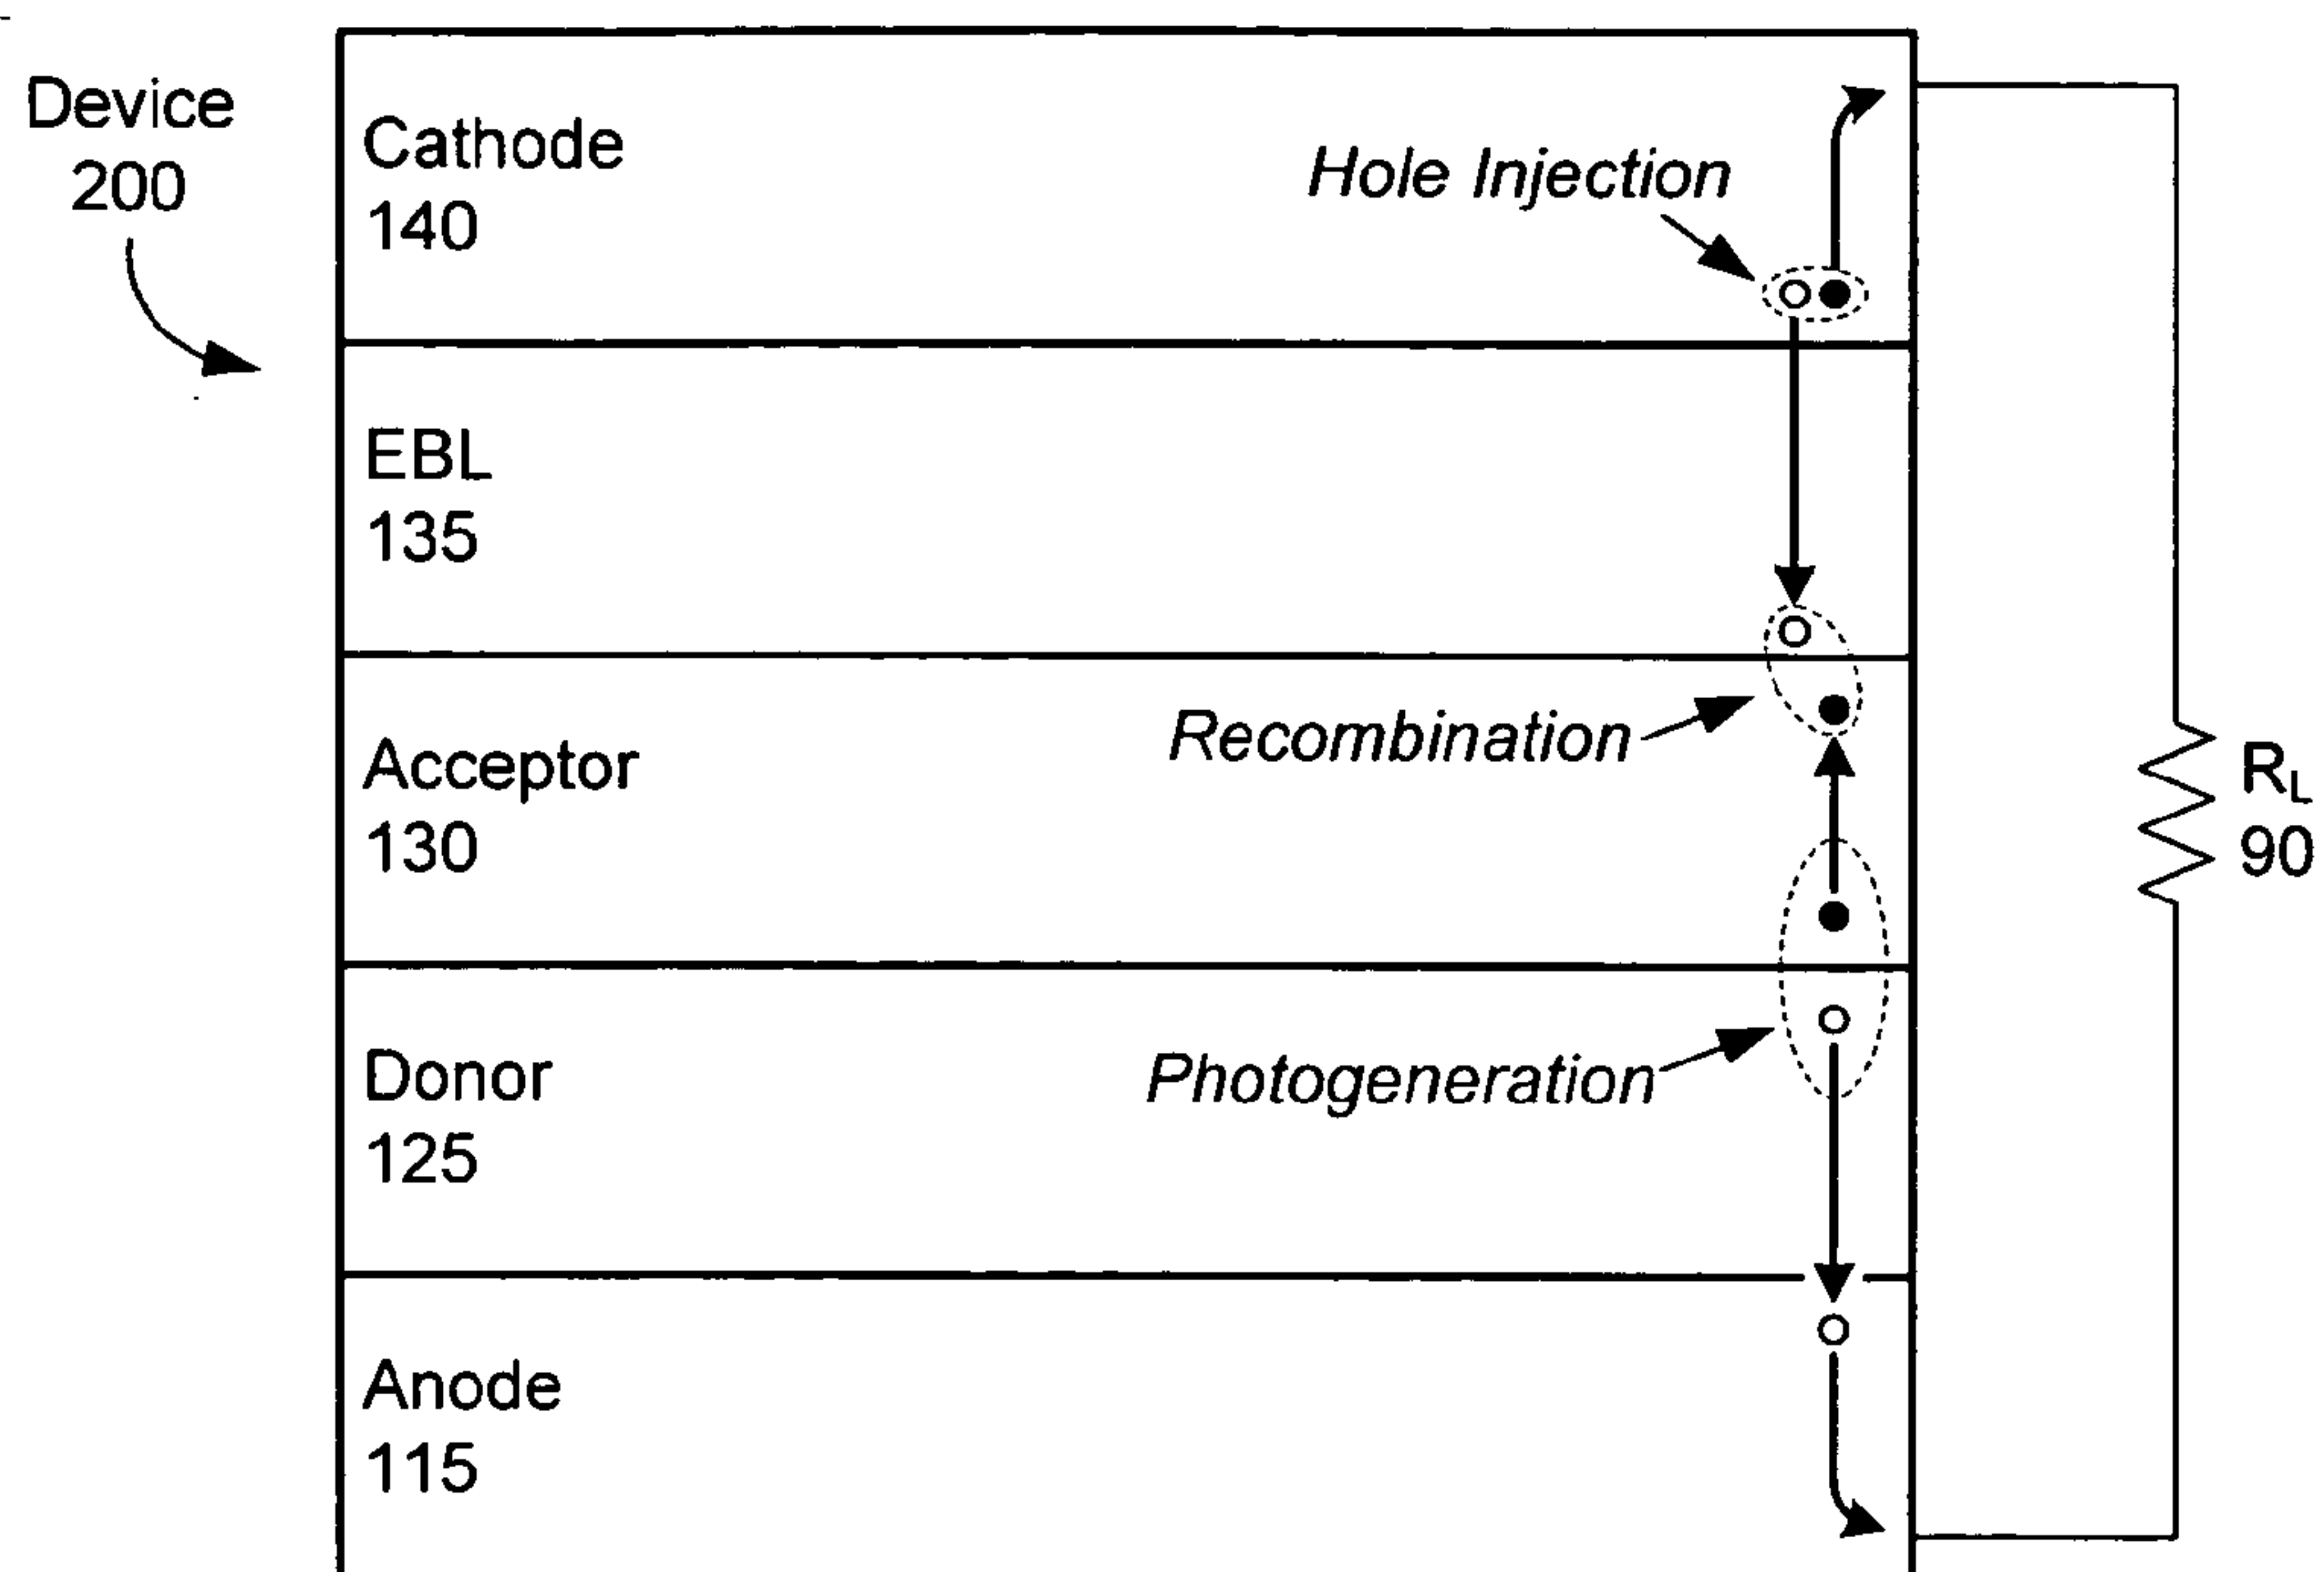 Device
200
Cathode
140
Hole Injection
EBL
135
Recombination
Acceptor
130
RL
90
Photogeneration
Donor
125
Anode
115